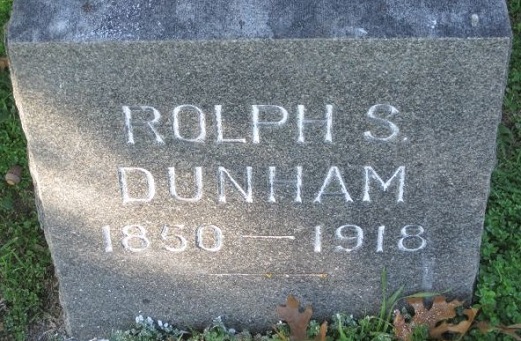 ROLPH S.
DUNHAM
1850 — 1918